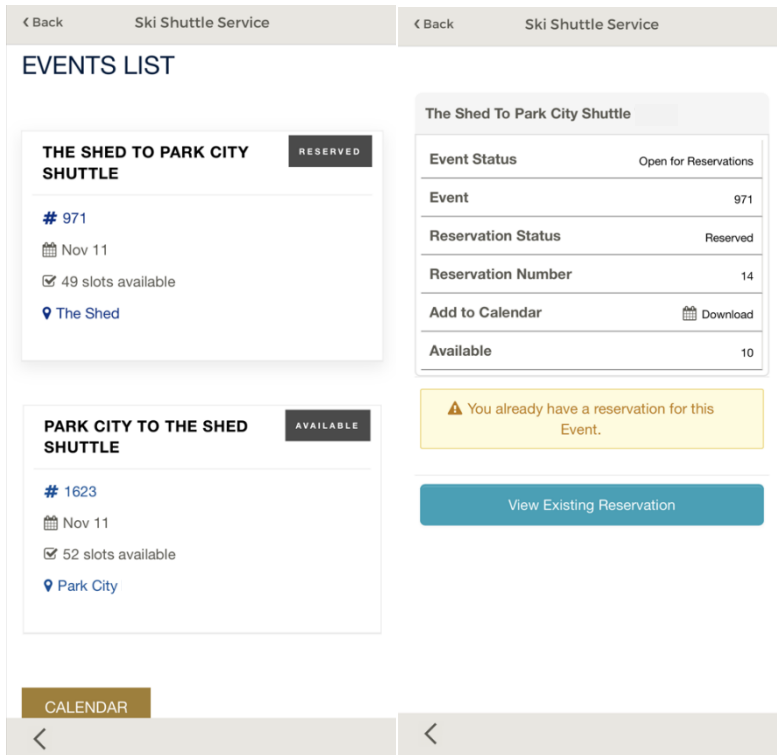 Back Ski Shuttle Service
EVENTS LIST
THE SHED TO PARK CITY
SHUTTLE
RESERVED
# 971
Nov 11
49 slots available
The Shed
PARK CITY TO THE SHED
SHUTTLE
AVAILABLE
# 1623
Nov 11
52 slots available
Park City
CALENDAR
Back Ski Shuttle Service
The Shed To Park City Shuttle
Event Status Open for Reservations
Event 971
Reservation Status Reserved
Reservation Number 14
Add to Calendar Download
Available 10
You already have a reservation for this
Event.
View Existing Reservation